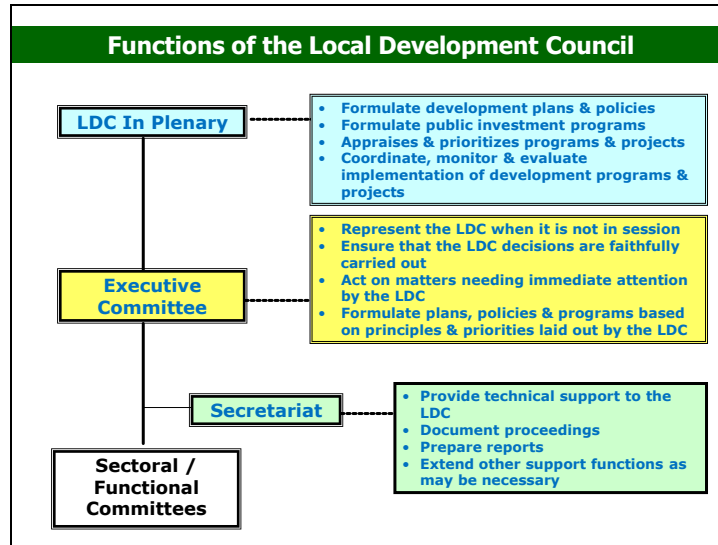 Functions of the Local Development Council
LDC In Plenary
• Formulate development plans & policies
• Formulate public investment programs
• Appraises & prioritizes programs & projects
• Coordinate, monitor & evaluate
implementation of development programs &
projects
Executive
Committee
• Represent the LDC when it is not in session
• Ensure that the LDC decisions are faithfully
carried out
• Act on matters needing immediate attention
by the LDC
• Formulate plans, policies & programs based
on principles & priorities laid out by the LDC
Secretariat
• Provide technical support to the
LDC
• Document proceedings
• Prepare reports
• Extend other support functions as
may be necessary
Sectoral /
Functional
Committees